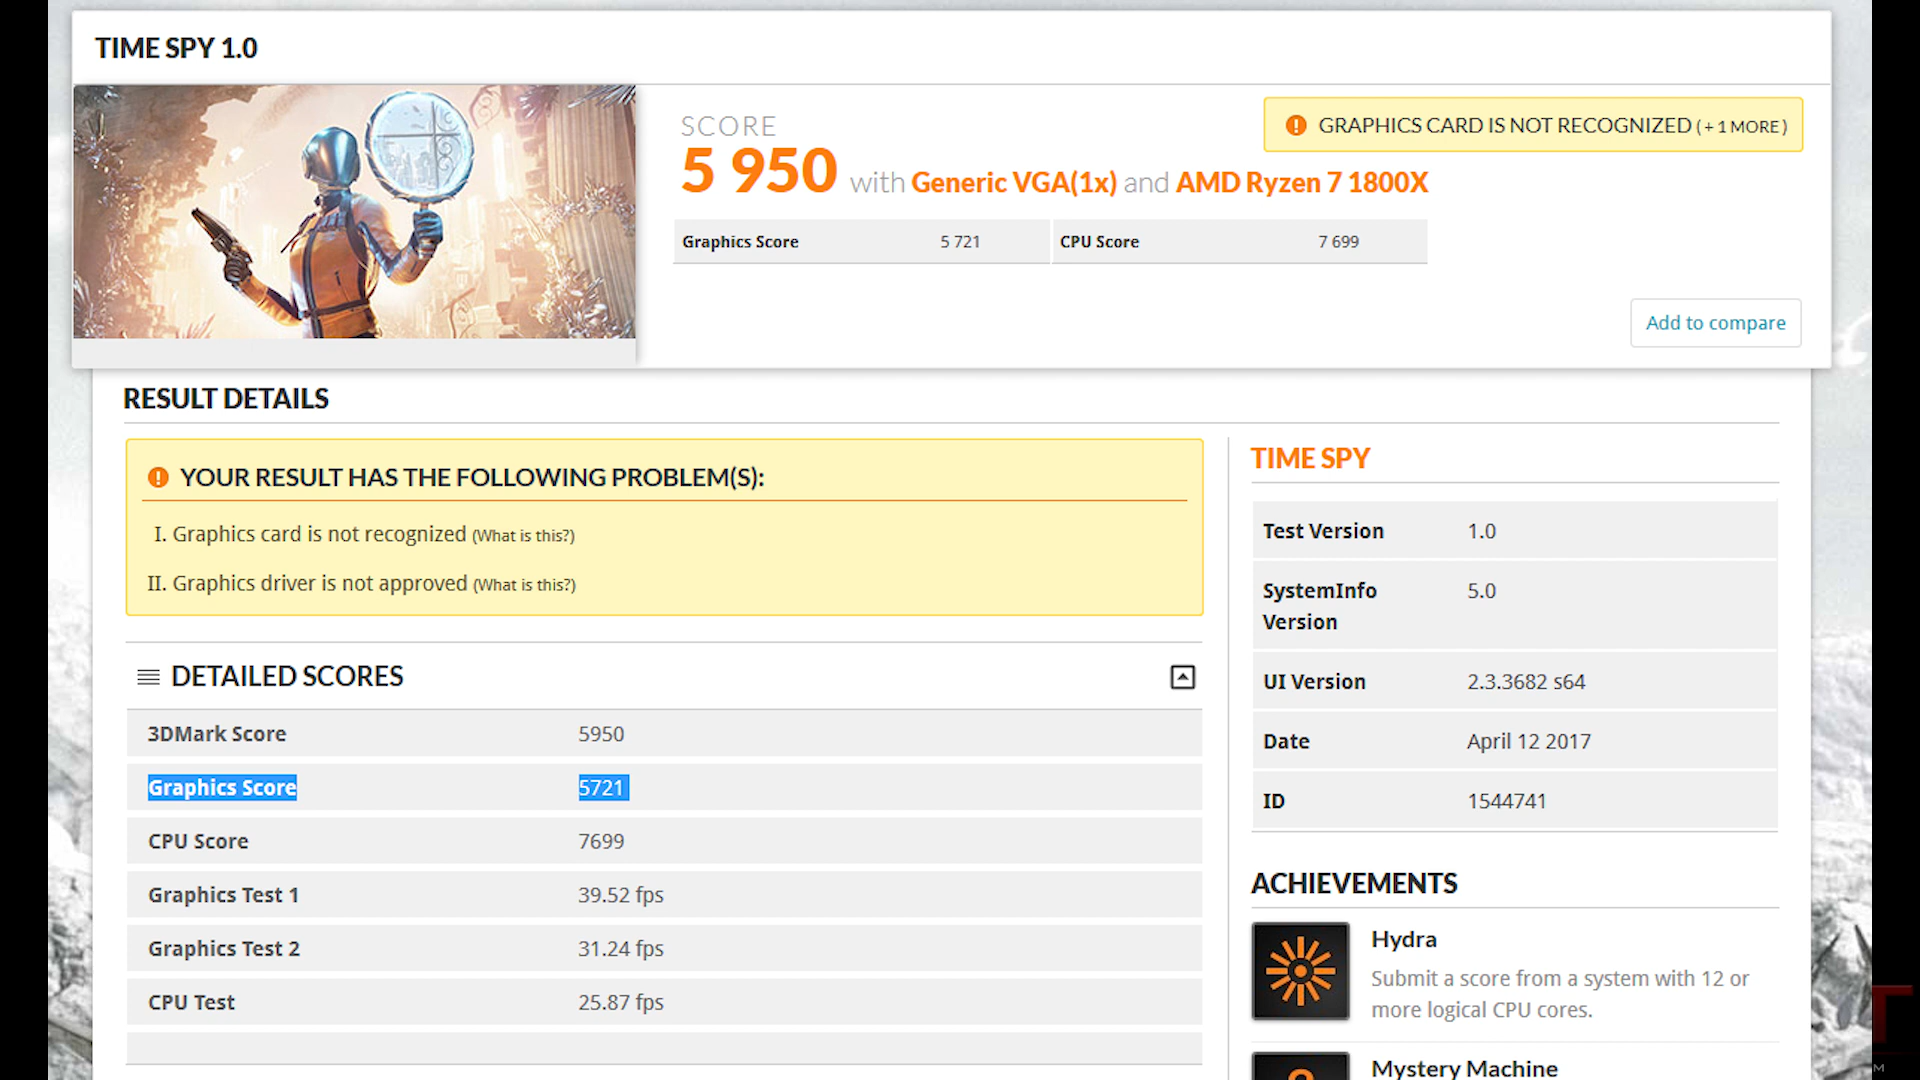 TIME SPY 1.0
SCORE
GRAPHICS CARD IS NOT RECOGNIZED ( + 1 MORE )
5 950 with Generic VGA(1x) and AMD Ryzen 7 1800X
Graphics Score 5 721 CPU Score 7 699
Add to compare
RESULT DETAILS
YOUR RESULT HAS THE FOLLOWING PROBLEM(S):
I. Graphics card is not recognized (What is this?)
II. Graphics driver is not approved (What is this?)
DETAILED SCORES
3DMark Score 5950
Graphics Score 5721
CPU Score 7699
Graphics Test 1 39.52 fps
Graphics Test 2 31.24 fps
CPU Test 25.87 fps
TIME SPY
Test Version 1.0
SystemInfo 5.0
Version
UI Version 2.3.3682 s64
Date April 12 2017
ID 1544741
ACHIEVEMENTS
Hydra
Submit a score from a system with 12 or
more logical CPU cores.
Mystery Machine